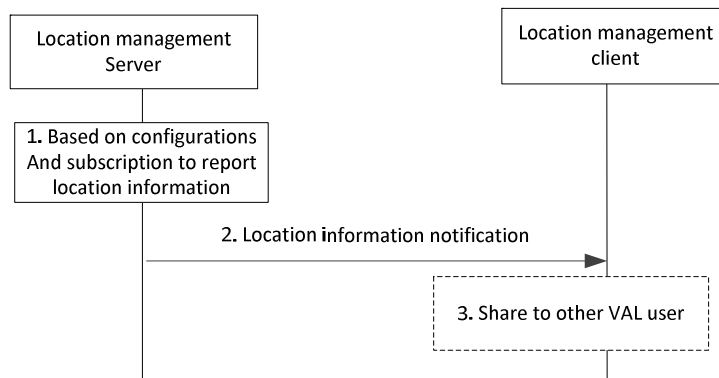 Location management
Server
Location management
client
1. Based on configurations
And subscription to report
location information
2. Location information notification
3. Share to other VAL user